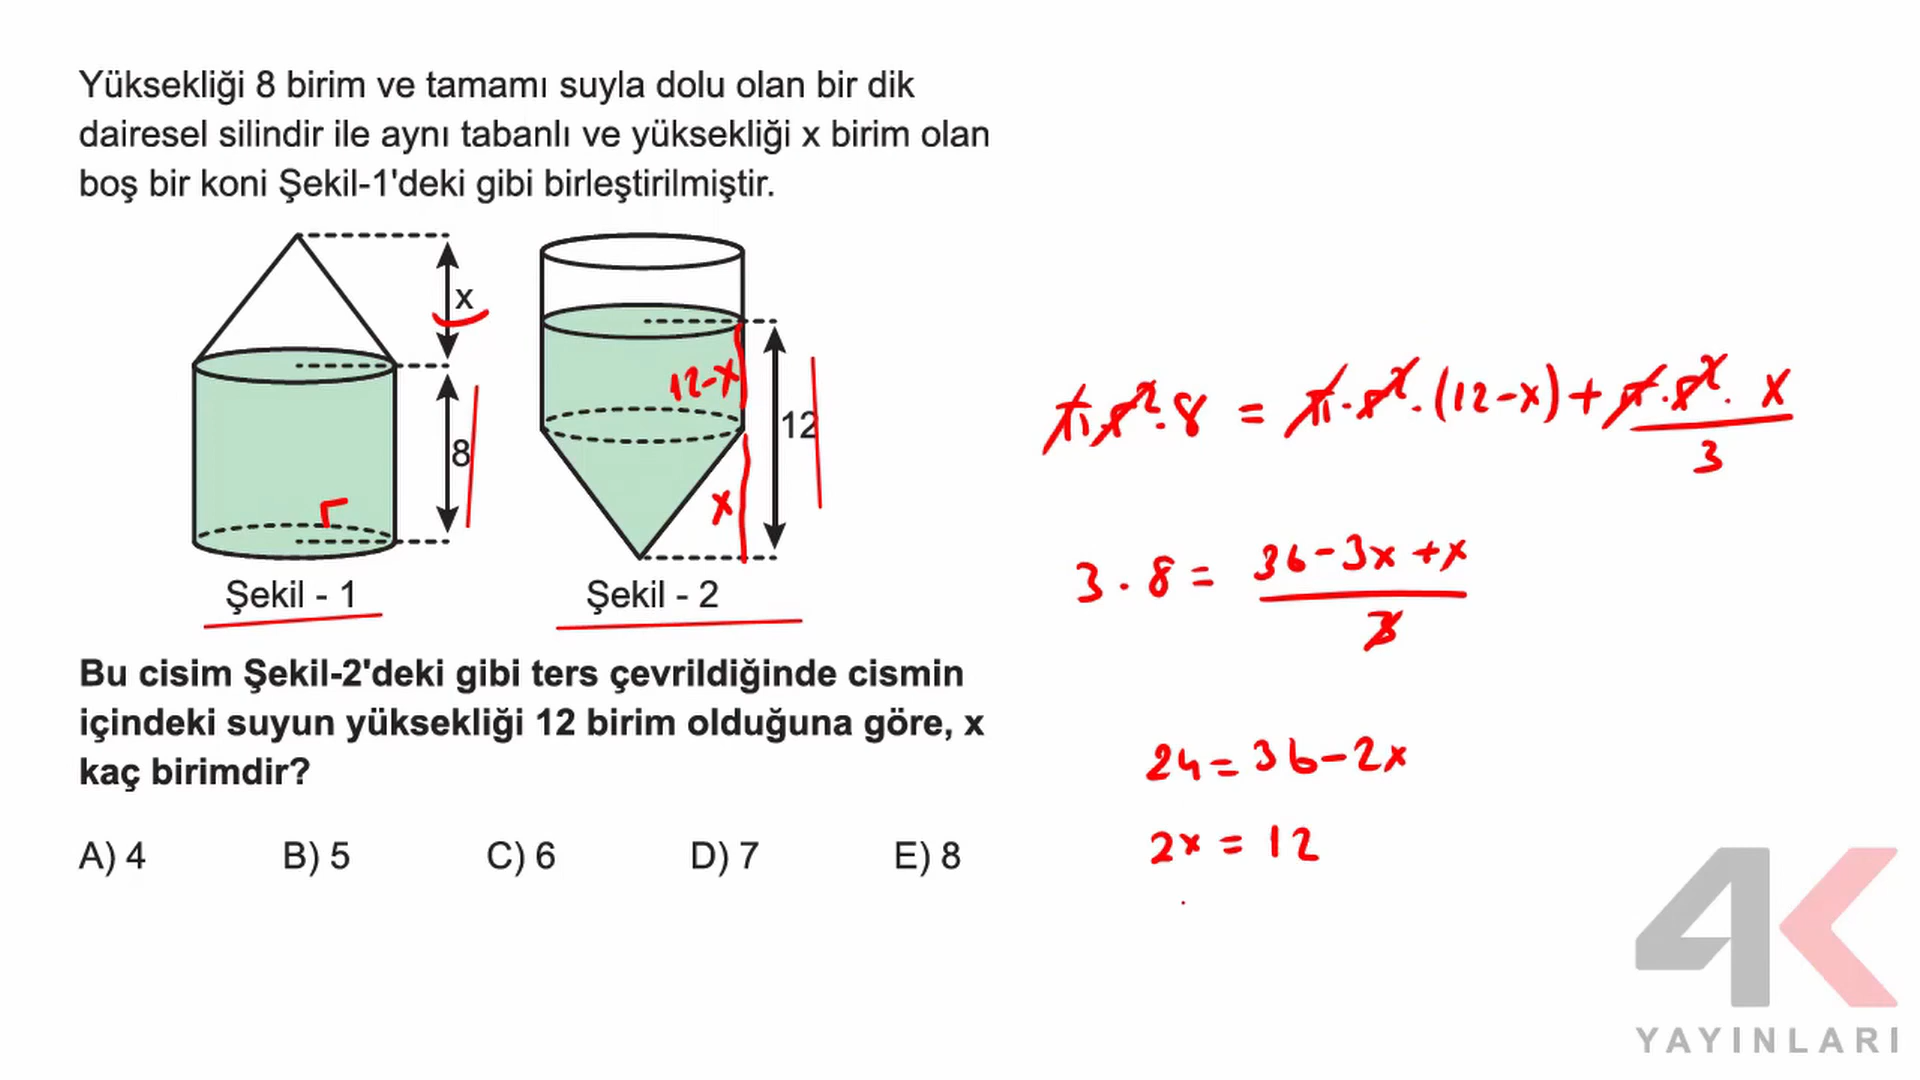 Yüksekliği 8 birim ve tamamı suyla dolu olan bir dik
dairesel silindir ile aynı tabanlı ve yüksekliği x birim olan
boş bir koni Şekil-1'deki gibi birleştirilmiştir.
x
8
r
Şekil - 1
12-x
12
x
Şekil - 2
Bu cisim Şekil-2'deki gibi ters çevrildiğinde cismin
içindeki suyun yüksekliği 12 birim olduğuna göre, x
kaç birimdir?
A) 4 B) 5 C) 6 D) 7 E) 8
π.r².8 = π.r².(12-x) + π.r².x / 3
3.8 = 36-3x+x / 3
24 = 36-2x
2x = 12
4K
YAYINLARI